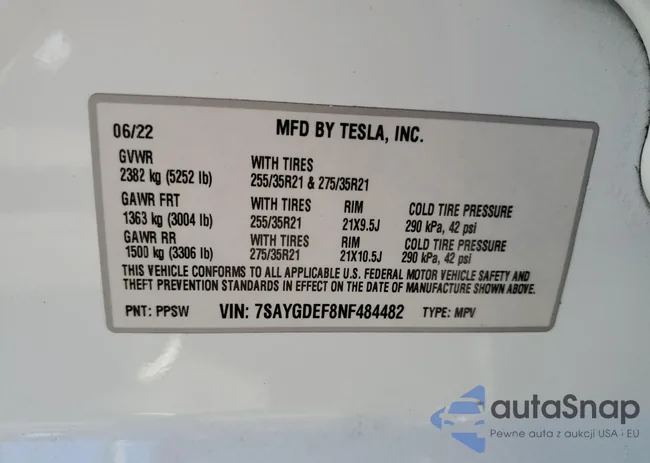 06/22 MFD BY TESLA, INC.
GVWR WITH TIRES
2382 kg (5252 lb) 255/35R21 & 275/35R21
GAWR FRT WITH TIRES RIM COLD TIRE PRESSURE
1363 kg (3004 lb) 255/35R21 21X9.5J 290 kPa, 42 psi
GAWR RR WITH TIRES RIM COLD TIRE PRESSURE
1500 kg (3306 lb) 275/35R21 21X10.5J 290 kPa, 42 psi
THIS VEHICLE CONFORMS TO ALL APPLICABLE U.S. FEDERAL MOTOR VEHICLE SAFETY AND
THEFT PREVENTION STANDARDS IN EFFECT ON THE DATE OF MANUFACTURE SHOWN ABOVE.
PNT: PPSW VIN: 7SAYGDEF8NF484482 TYPE: MPV
autaSnap
Pewne auta z aukcji USA i EU